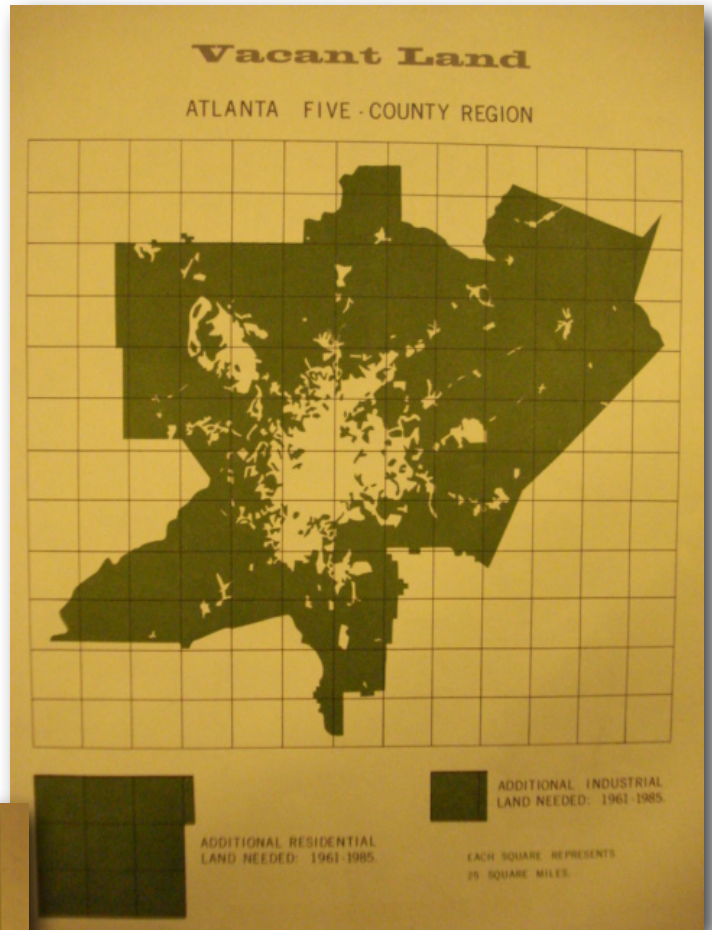 Vacant Land
ATLANTA FIVE-COUNTY REGION
ADDITIONAL INDUSTRIAL
LAND NEEDED: 1961-1985.
ADDITIONAL RESIDENTIAL
LAND NEEDED: 1961-1985.
EACH SQUARE REPRESENTS
25 SQUARE MILES.